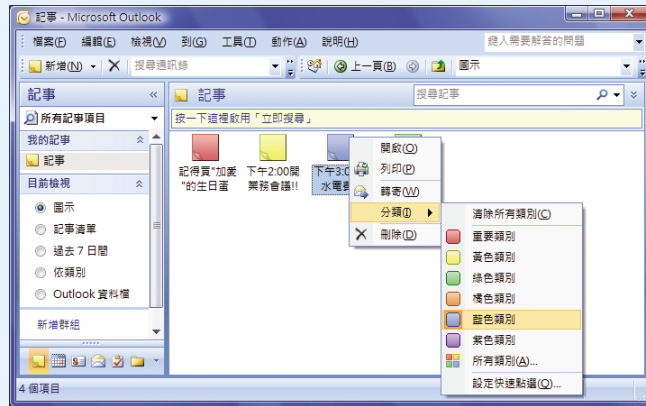 記事 - Microsoft Outlook
檔案(F) 編輯(E) 檢視(V) 到(G) 工具(T) 動作(A) 說明(H) 鍵入需要解答的問題
新增(N) 搜尋通訊錄 上一頁(B) 圖示
記事 «
記事 搜尋記事
所有記事項目
按一下這裡啟用「立即搜尋」
我的記事
記事
目前檢視
圖示
記事清單
過去 7 日間
依類別
Outlook 資料檔
新增群組
記得買"加愛
"的生日蛋
下午2:00開
業務會議!!
下午3:0
水電
開啟(O)
列印(P)
轉寄(W)
分類(I)
刪除(D)
清除所有類別(C)
重要類別
黃色類別
綠色類別
橘色類別
藍色類別
紫色類別
所有類別(A)...
設定快速點選(Q)...
4 個項目